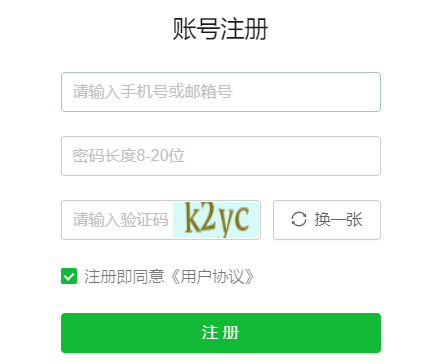 账号注册
请输入手机号或邮箱号
密码长度8-20位
请输入验证码 k2yc 换一张
注册即同意《用户协议》
注 册